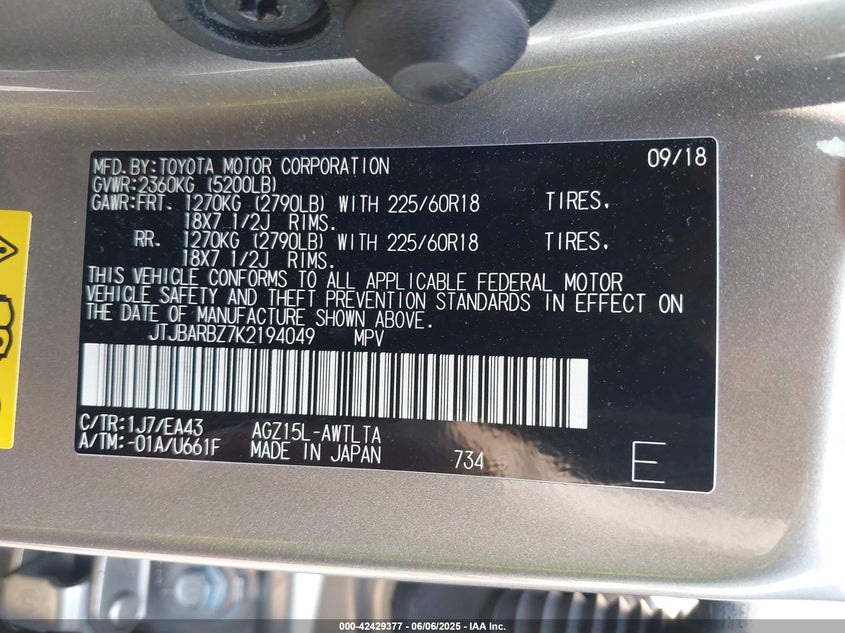 MFD.BY:TOYOTA MOTOR CORPORATION 09/18
GVWR:2360KG (5200LB)
GAWR:FRT. 1270KG (2790LB) WITH 225/60R18 TIRES.
18X7 1/2J RIMS.
RR. 1270KG (2790LB) WITH 225/60R18 TIRES.
18X7 1/2J RIMS.
THIS VEHICLE CONFORMS TO ALL APPLICABLE FEDERAL MOTOR
VEHICLE SAFETY AND THEFT PREVENTION STANDARDS IN EFFECT ON
THE DATE OF MANUFACTURE SHOWN ABOVE.
JTJBARBZ7K2194049 MPV
C/TR:1J7/EA43 AGZ15L-AWTLTA
A/TM:-01A/U661F MADE IN JAPAN 734 E
000-42429377 - 06/06/2025 - IAA Inc.